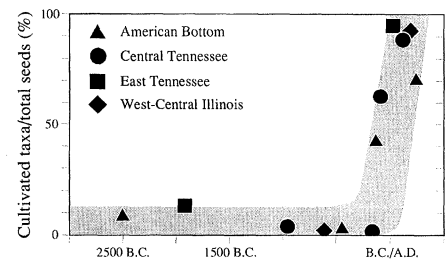 Cultivated taxa/total seeds (%)
100
50
0
American Bottom
Central Tennessee
East Tennessee
West-Central Illinois
2500 B.C.
1500 B.C.
B.C./A.D.